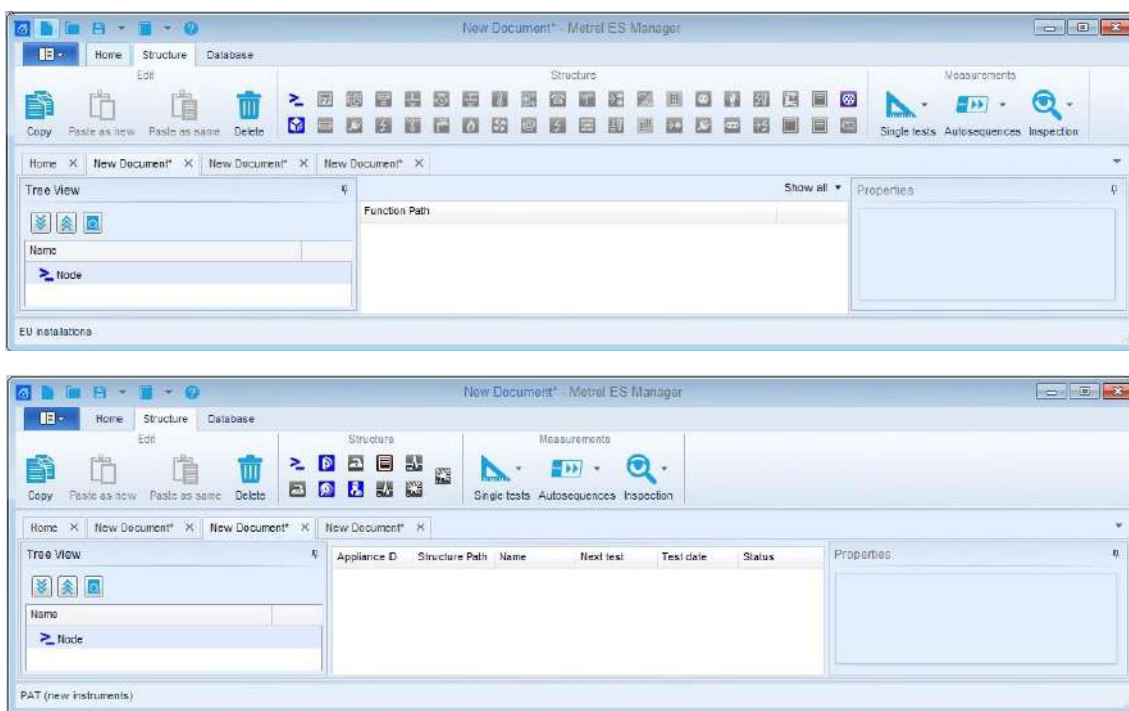 New Document* - Metrel ES Manager
Home Structure Database
Edit Structure Measurements
Copy Paste as new Paste as same Delete Single tests Autosequences Inspection
Home New Document* New Document* New Document*
Tree View Show all Properties
Function Path
Name
Node
EU installations
New Document* - Metrel ES Manager
Home Structure Database
Edit Structure Measurements
Copy Paste as new Paste as same Delete Single tests Autosequences Inspection
Home New Document* New Document* New Document*
Tree View Appliance ID Structure Path Name Next test Test date Status Properties
Name
Node
PAT (new instruments)